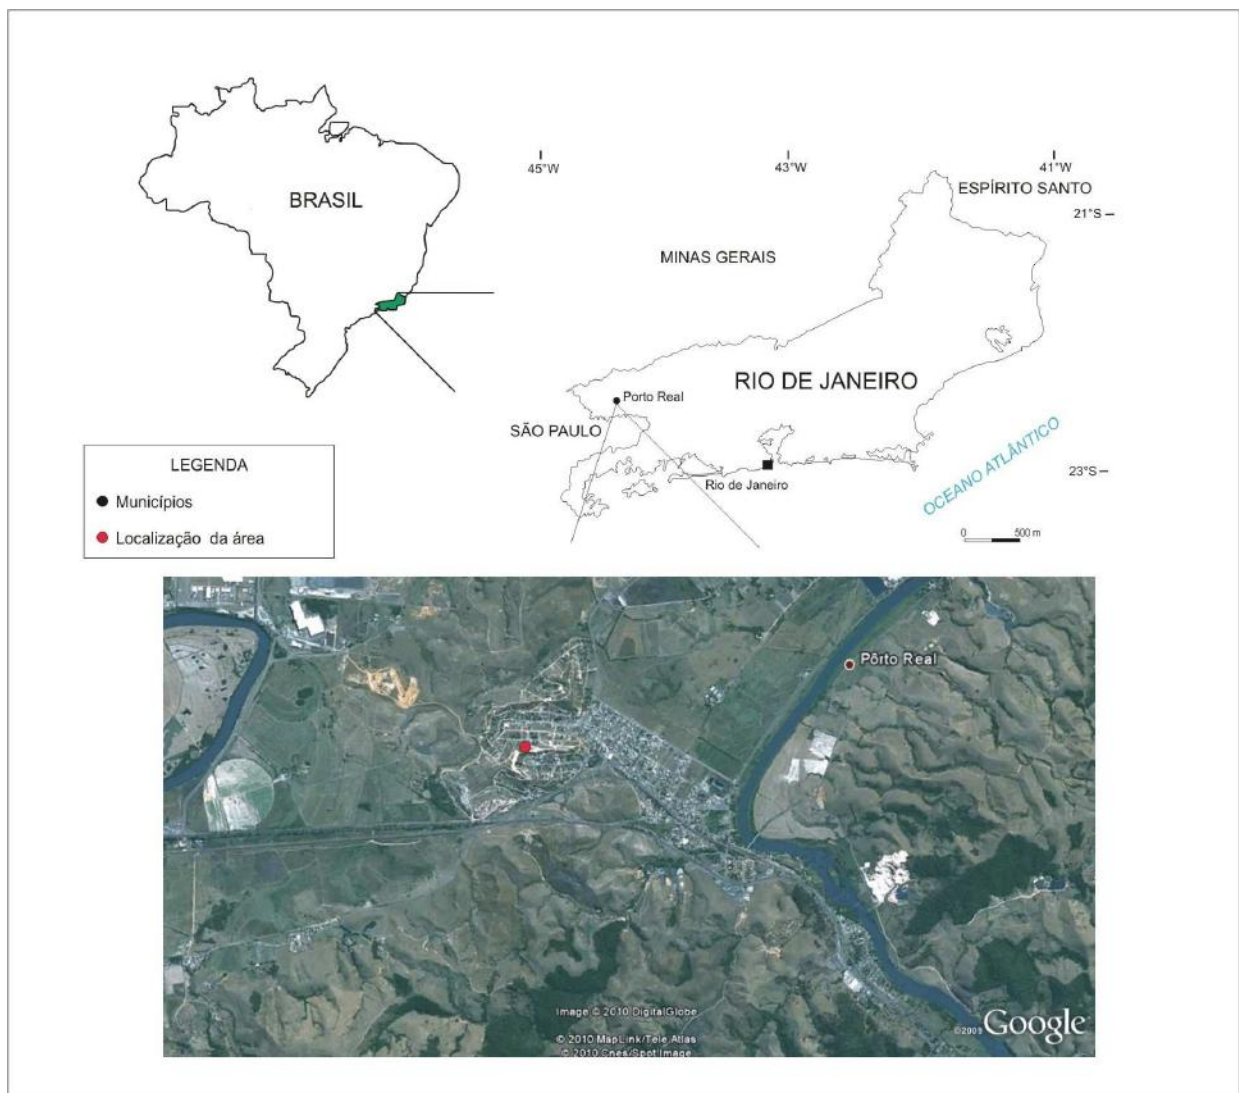 45°W
43°W
41°W
ESPÍRITO SANTO
21°S
BRASIL
MINAS GERAIS
RIO DE JANEIRO
Porto Real
SÃO PAULO
OCEANO ATLÂNTICO
23°S
Rio de Janeiro
0 500 m
LEGENDA
Municípios
Localização da área
Pôrto Real
Image © 2010 DigitalGlobe
© 2010 MapLink/Tele Atlas
© 2010 Cnes/Spot Image
©2009 Google